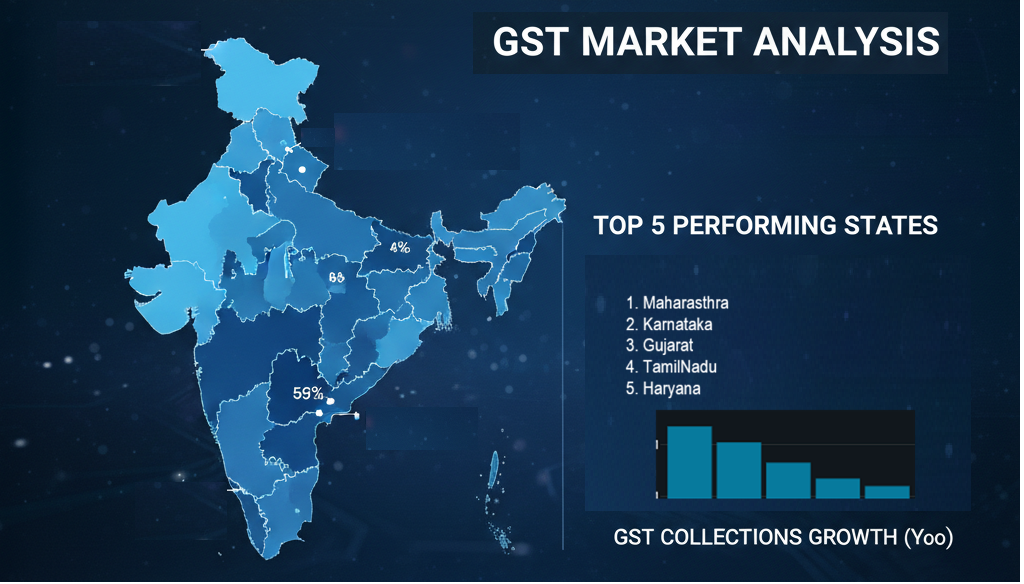 GST MARKET ANALYSIS
TOP 5 PERFORMING STATES
4%
1. Maharasthra
2. Karnataka
3. Gujarat
4. TamilNadu
5. Haryana
59%
GST COLLECTIONS GROWTH (Yoo)